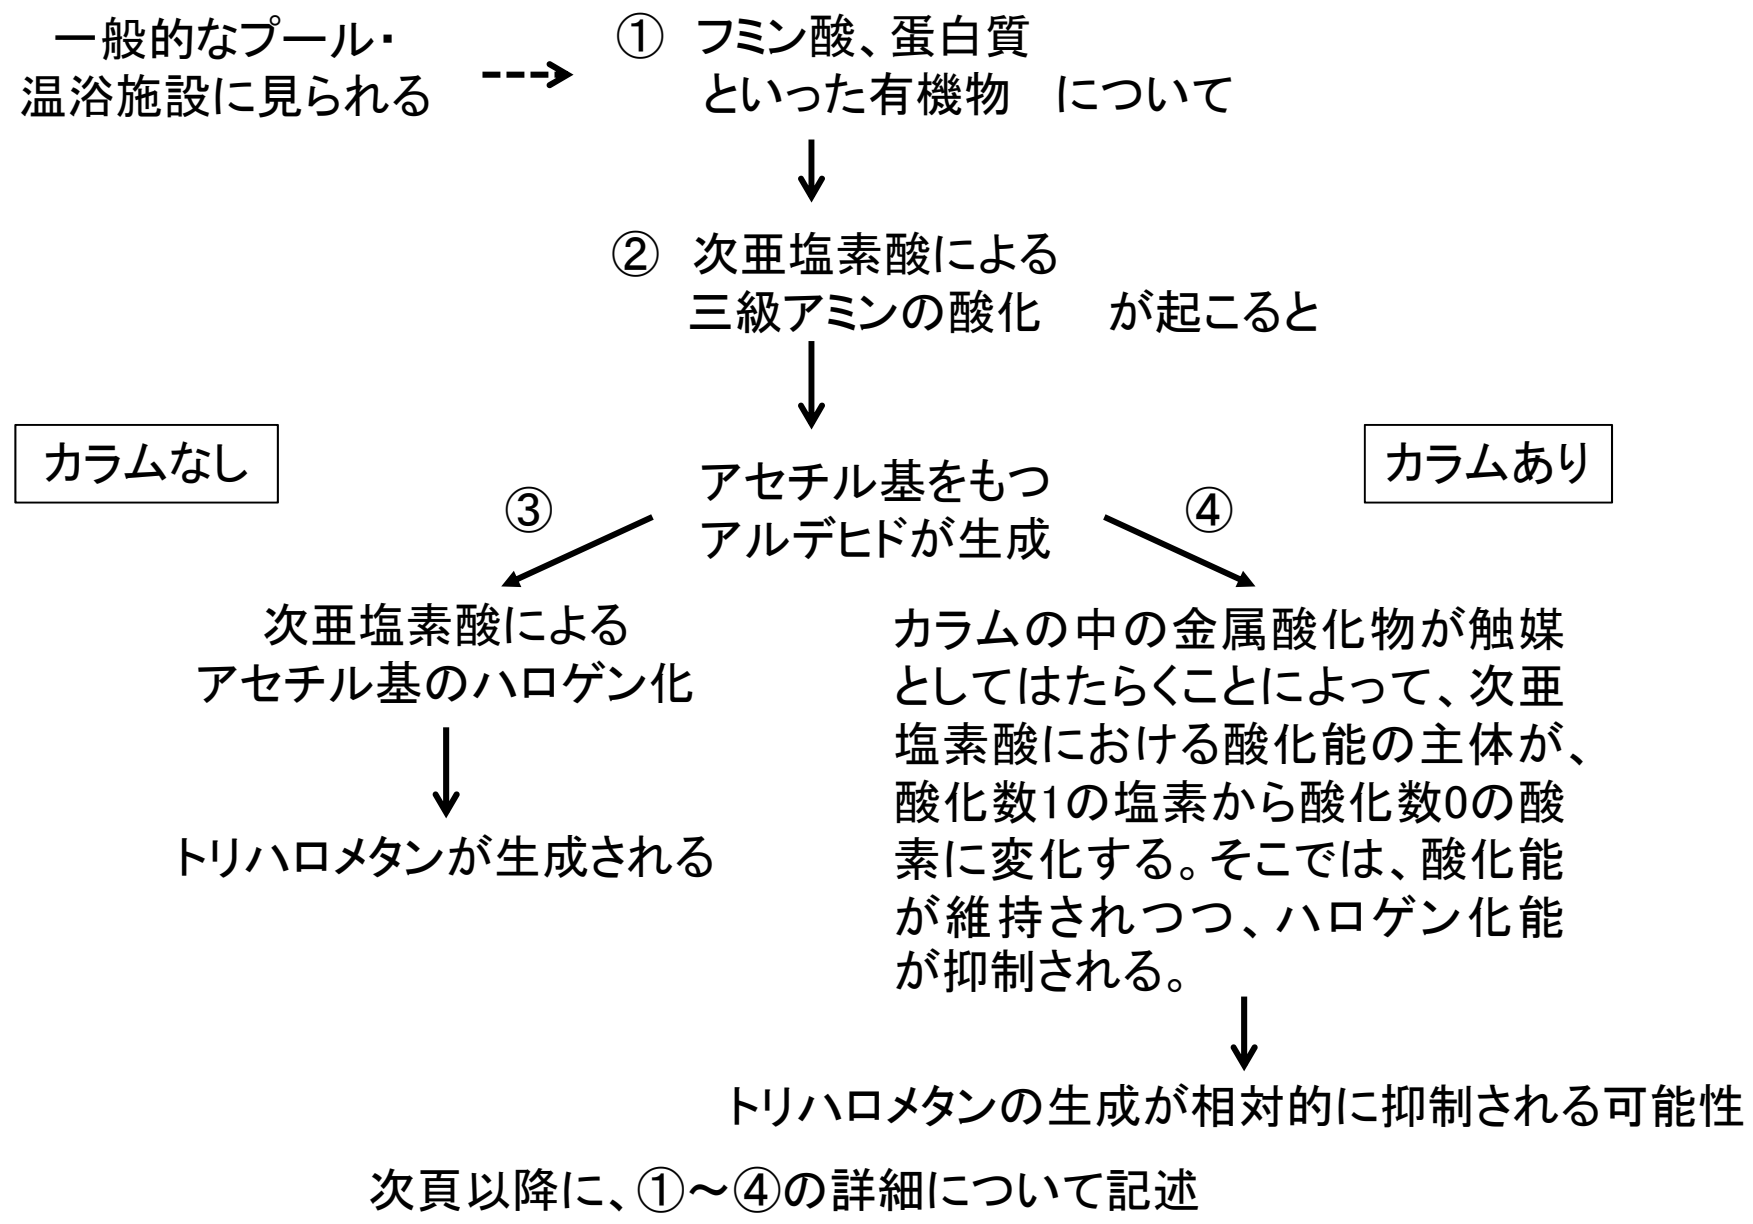 一般的なプール・
温浴施設に見られる
① フミン酸、蛋白質
といった有機物 について
② 次亜塩素酸による
三級アミンの酸化 が起こると
カラムなし
カラムあり
アセチル基をもつ
アルデヒドが生成
③
④
次亜塩素酸による
アセチル基のハロゲン化
トリハロメタンが生成される
カラムの中の金属酸化物が触媒
としてはたらくことによって、次亜
塩素酸における酸化能の主体が、
酸化数1の塩素から酸化数0の酸
素に変化する。そこでは、酸化能
が維持されつつ、ハロゲン化能
が抑制される。
トリハロメタンの生成が相対的に抑制される可能性
次頁以降に、①～④の詳細について記述